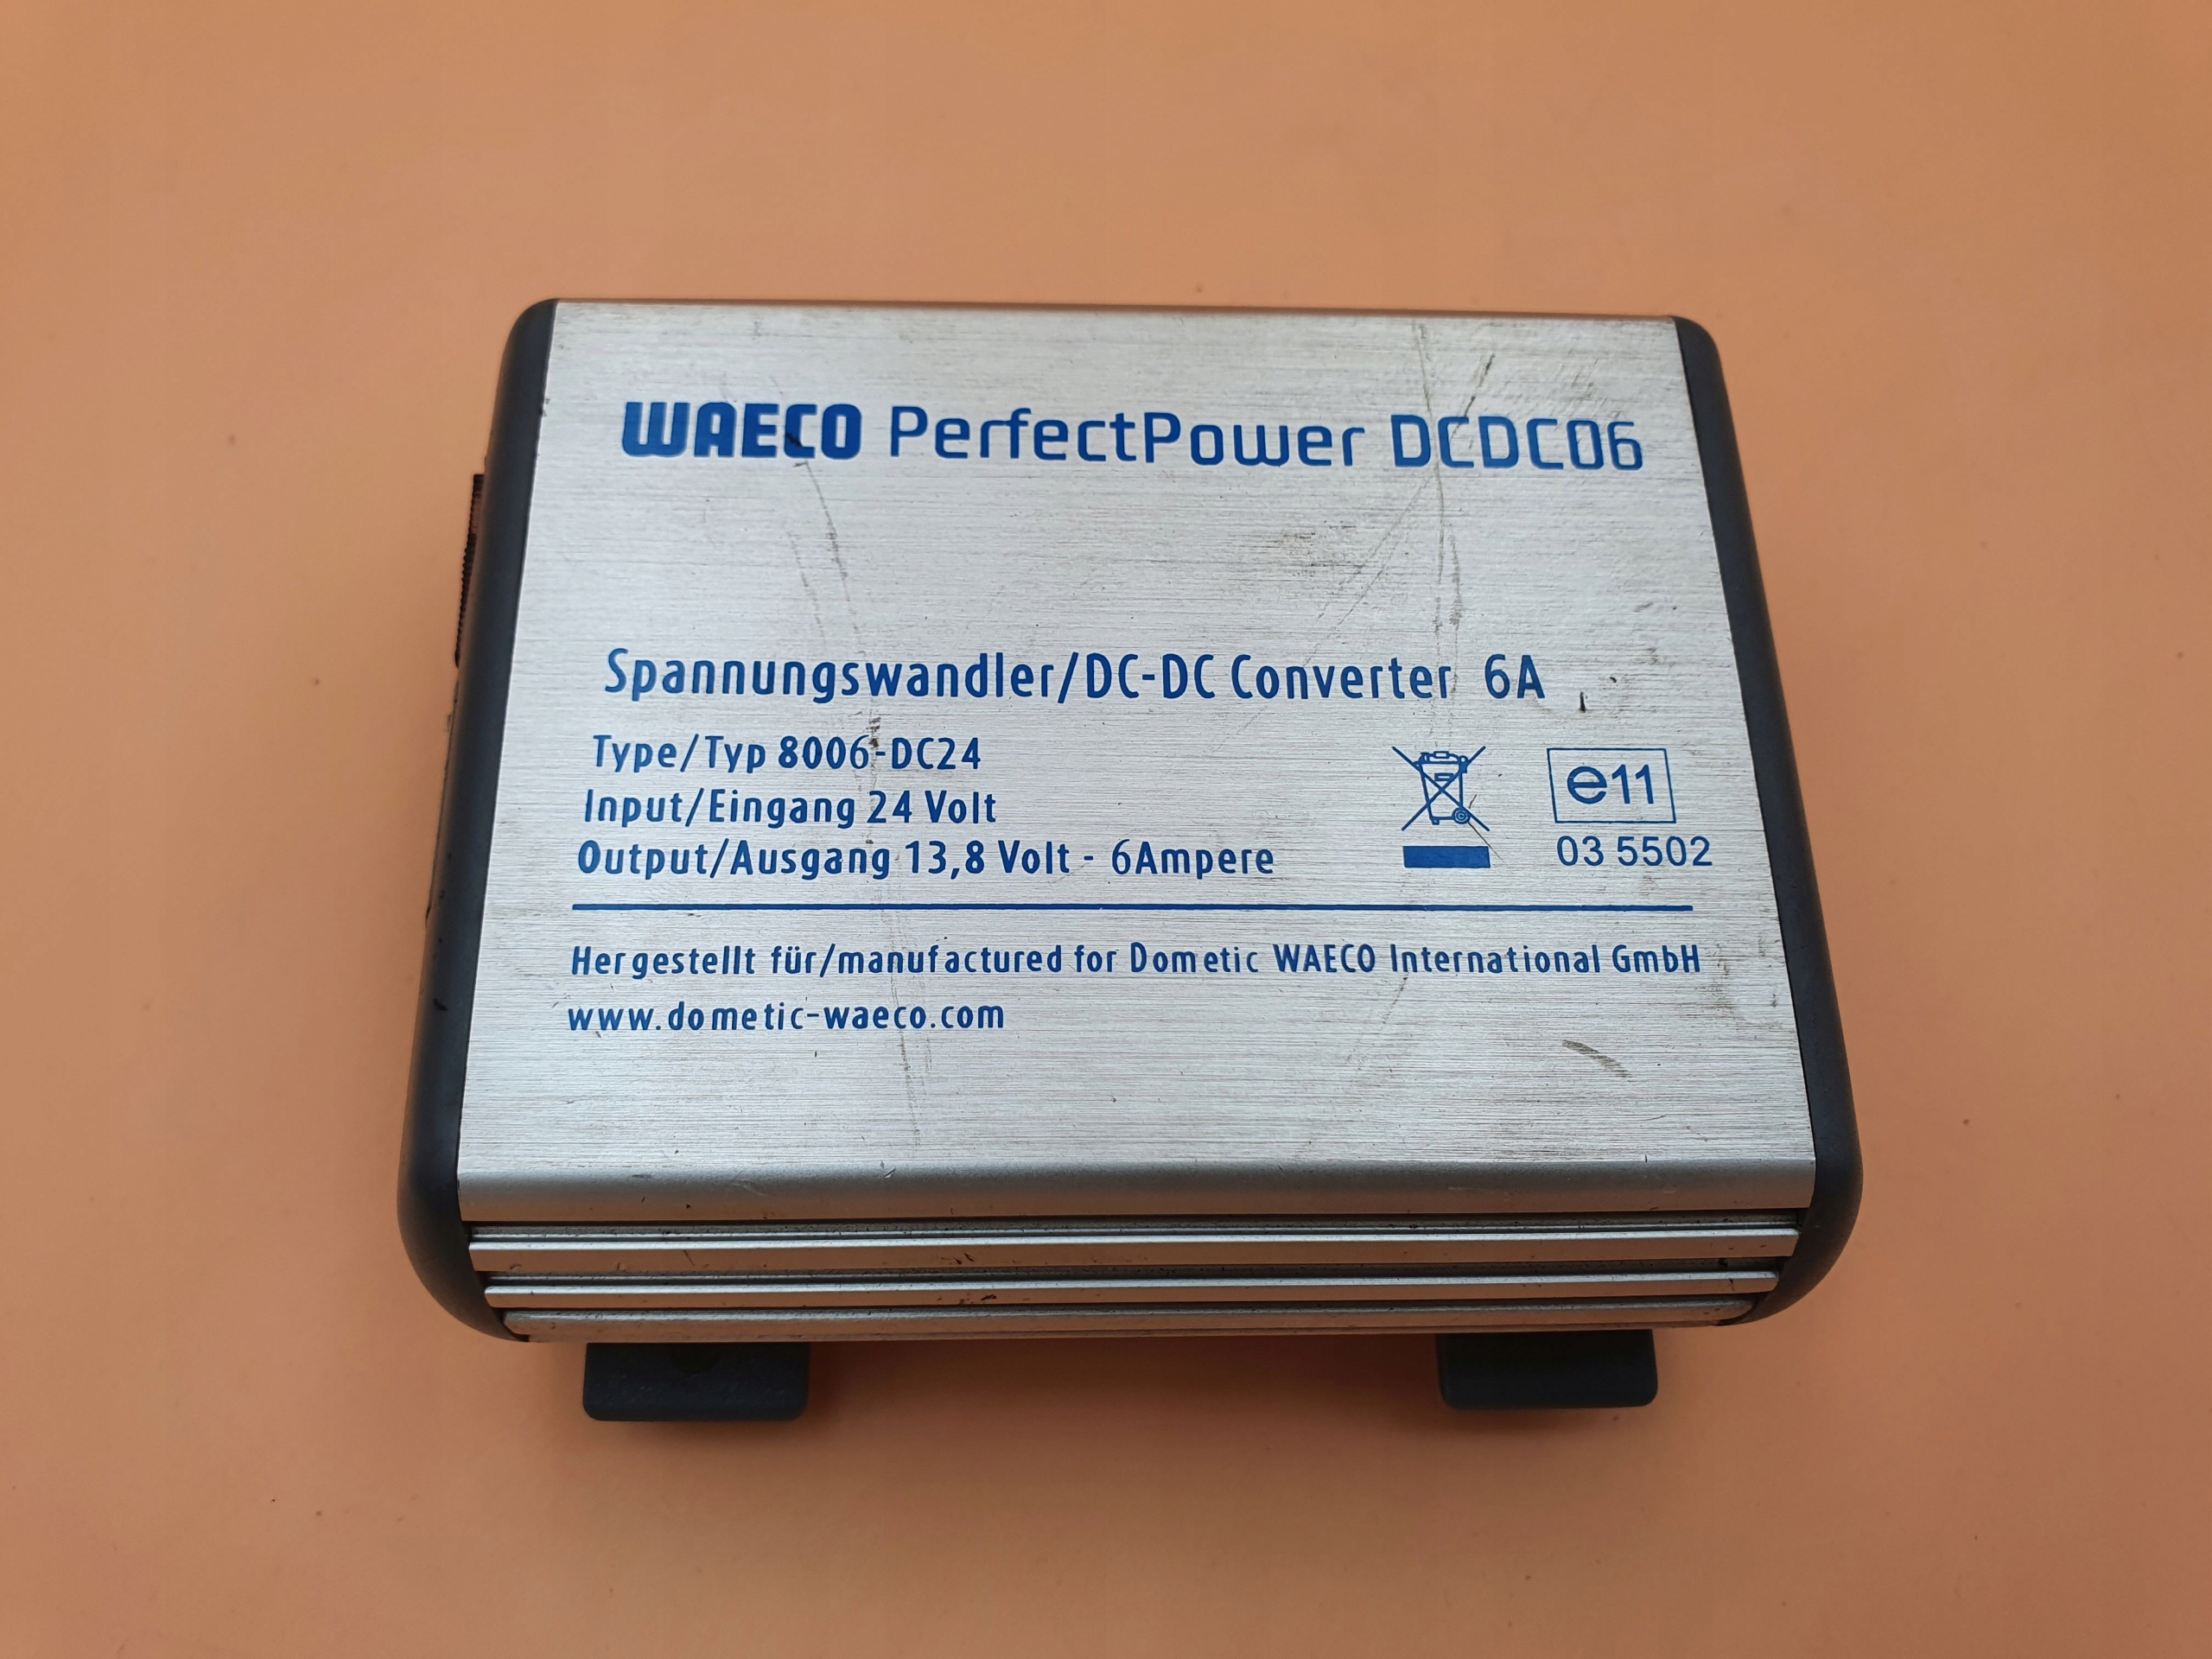 WAECO PerfectPower DCDC06
Spannungswandler/DC-DC Converter 6A
Type/Typ 8006-DC24
Input/Eingang 24 Volt
Output/Ausgang 13,8 Volt - 6Ampere
e11
03 5502
Hergestellt für/manufactured for Dometic WAECO International GmbH
www.dometic-waeco.com